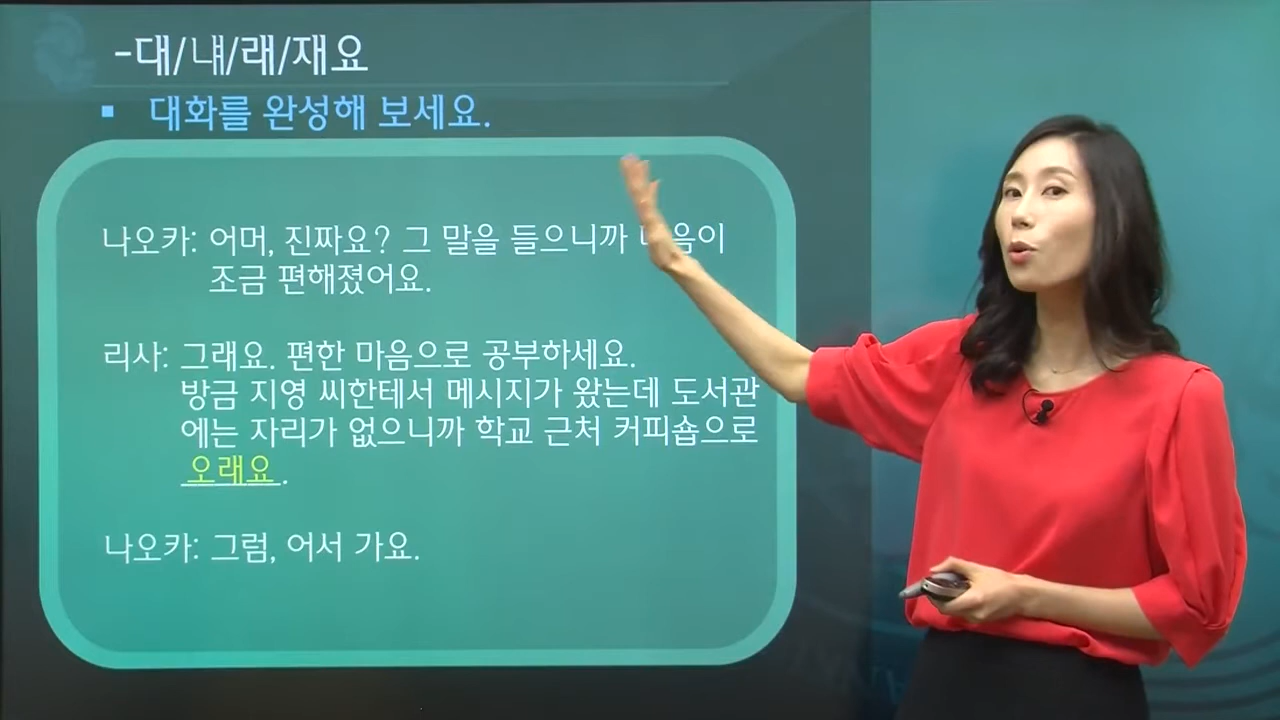 -대/냬/래/재요
▪ 대화를 완성해 보세요.
나오카: 어머, 진짜요? 그 말을 들으니까 음이
조금 편해졌어요.
리사: 그래요. 편한 마음으로 공부하세요.
방금 지영 씨한테서 메시지가 왔는데 도서관
에는 자리가 없으니까 학교 근처 커피숍으로
오래요.
나오카: 그럼, 어서 가요.